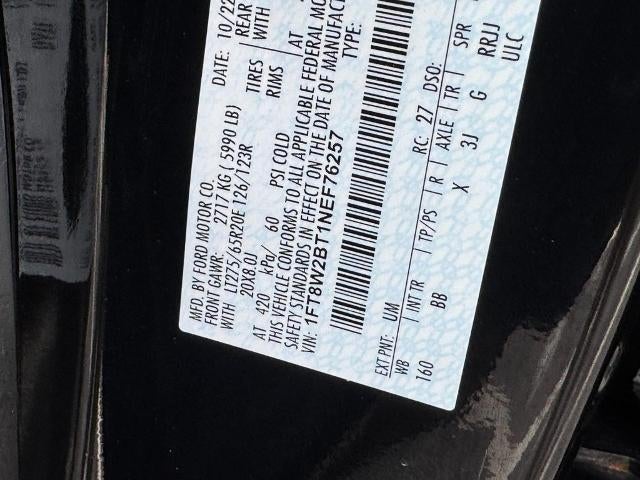 MFD. BY FORD MOTOR CO. DATE: 10/22
FRONT GAWR: 2717 KG ( 5990 LB) REAR
WITH LT275/65R20E 126/123R TIRES WITH
20X8.0J RIMS
AT 420 kPa/ 60 PSI COLD AT
THIS VEHICLE CONFORMS TO ALL APPLICABLE FEDERAL MO
SAFETY STANDARDS IN EFFECT ON THE DATE OF MANUFACT
VIN: 1FT8W2BT1NEF76257 TYPE:
EXT PNT: UM RC: 27 DSO:
WB INT TR TP/PS R AXLE TR SPR
160 BB X 3J G RRJJ
ULC